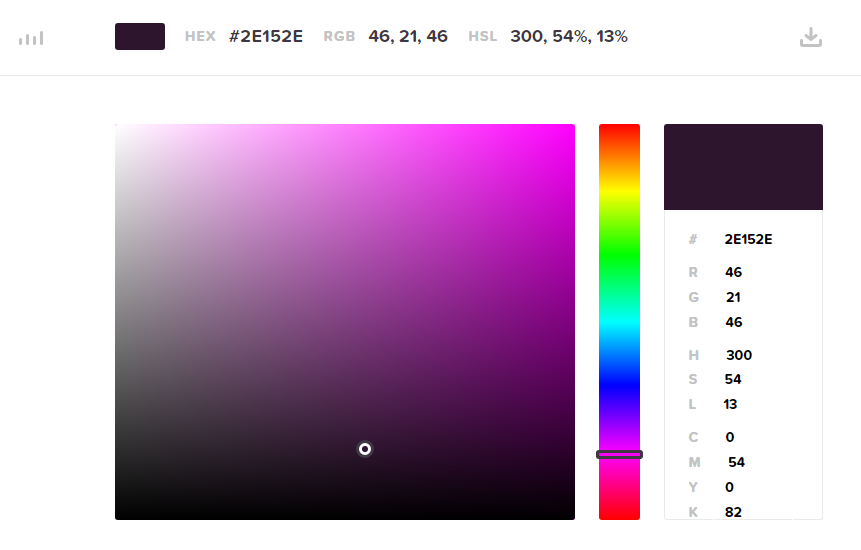 HEX #2E152E RGB 46, 21, 46 HSL 300, 54%, 13%
# 2E152E
R 46
G 21
B 46
H 300
S 54
L 13
C 0
M 54
Y 0
K 82